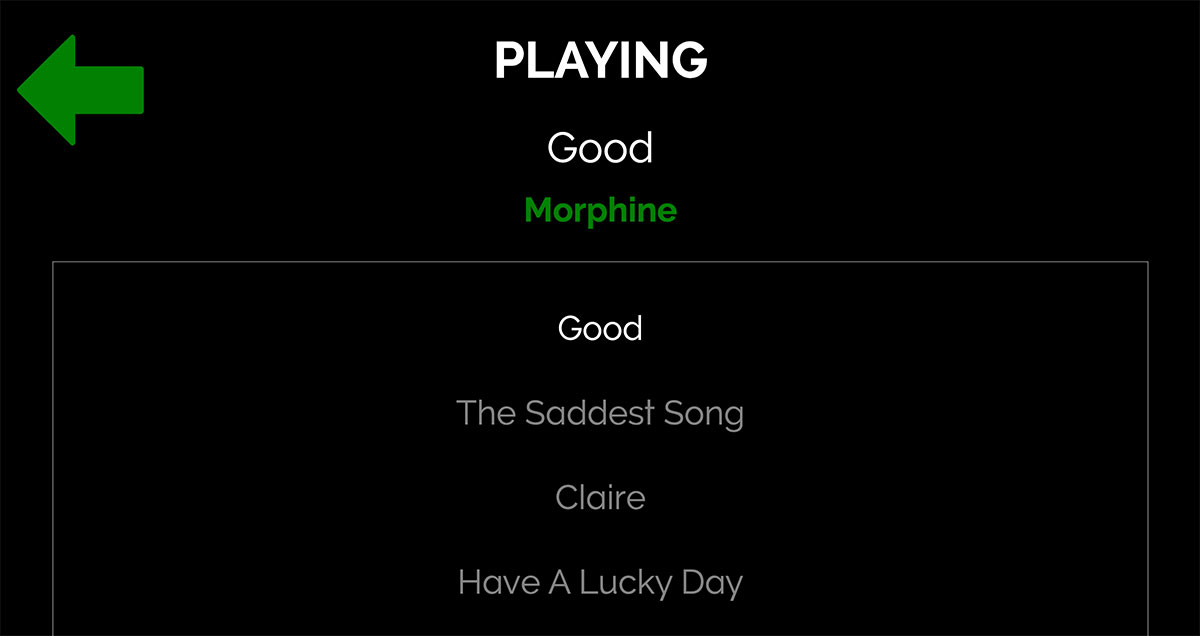 PLAYING
Good
Morphine
Good
The Saddest Song
Claire
Have A Lucky Day